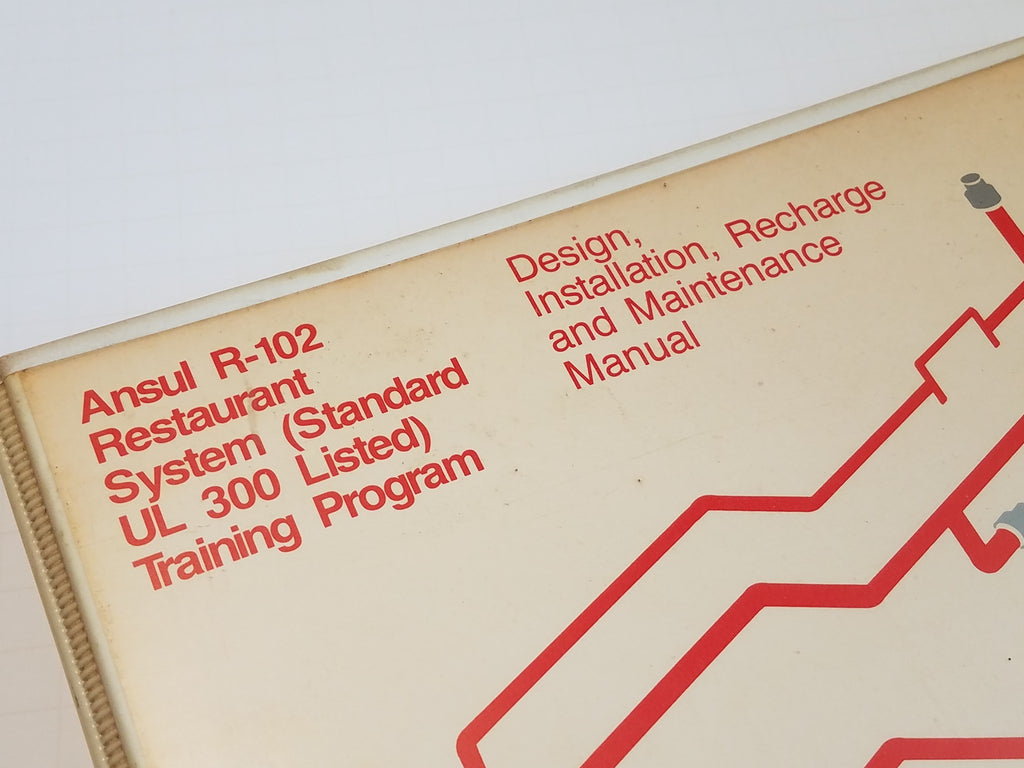 Ansul R-102
Restaurant
System (Standard
UL 300 Listed)
Training Program
Design,
Installation, Recharge
and Maintenance
Manual